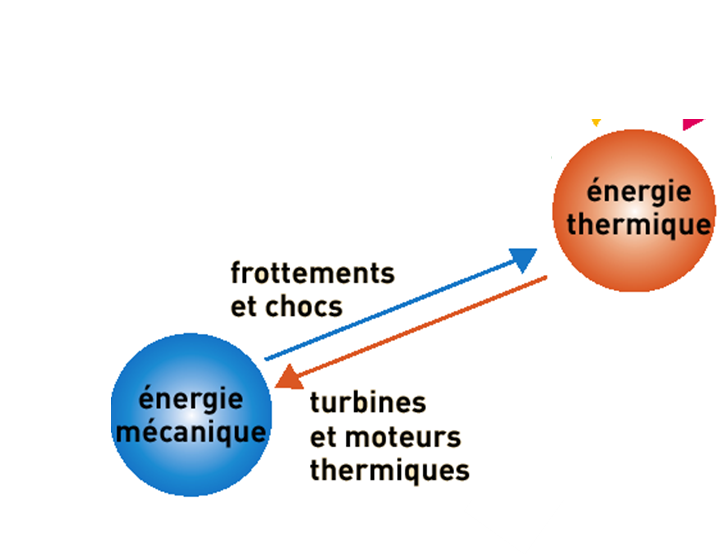 énergie
thermique
frottements
et chocs
énergie
mécanique
turbines
et moteurs
thermiques